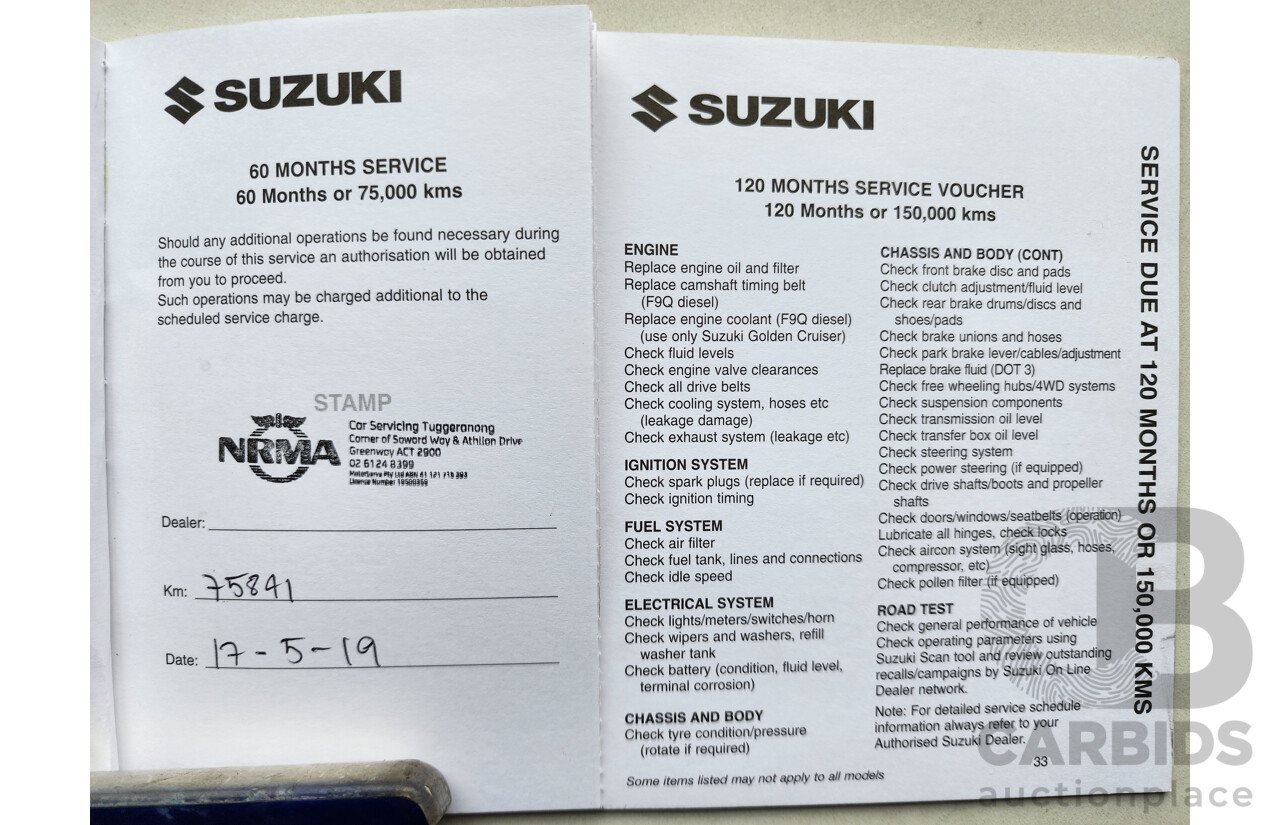 SUZUKI
60 MONTHS SERVICE
60 Months or 75,000 kms
Should any additional operations be found necessary during
the course of this service an authorisation will be obtained
from you to proceed.
Such operations may be charged additional to the
scheduled service charge.
STAMP
NRMA
Car Servicing Tuggeranong
Corner of Soward Way & Athllon Drive
Greenway ACT 2900
02 6124 8399
Dealer:
Km: 75841
Date: 17-5-19
SUZUKI
120 MONTHS SERVICE VOUCHER
120 Months or 150,000 kms
ENGINE
Replace engine oil and filter
Replace camshaft timing belt
(F9Q diesel)
Replace engine coolant (F9Q diesel)
(use only Suzuki Golden Cruiser)
Check fluid levels
Check engine valve clearances
Check all drive belts
Check cooling system, hoses etc
(leakage damage)
Check exhaust system (leakage etc)
IGNITION SYSTEM
Check spark plugs (replace if required)
Check ignition timing
FUEL SYSTEM
Check air filter
Check fuel tank, lines and connections
Check idle speed
ELECTRICAL SYSTEM
Check lights/meters/switches/horn
Check wipers and washers, refill
washer tank
Check battery (condition, fluid level,
terminal corrosion)
CHASSIS AND BODY
Check tyre condition/pressure
(rotate if required)
Some items listed may not apply to all models
CHASSIS AND BODY (CONT)
Check front brake disc and pads
Check clutch adjustment/fluid level
Check rear brake drums/discs and
shoes/pads
Check brake unions and hoses
Check park brake lever/cables/adjustment
Replace brake fluid (DOT 3)
Check free wheeling hubs/4WD systems
Check suspension components
Check transmission oil level
Check transfer box oil level
Check steering system
Check power steering (if equipped)
Check drive shafts/boots and propeller
shafts
Check doors/windows/seatbelts (operation)
Lubricate all hinges, check locks
Check aircon system (sight glass, hoses,
compressor, etc)
Check pollen filter (if equipped)
ROAD TEST
Check general performance of vehicle
Check operating parameters using
Suzuki Scan tool and review outstanding
recalls/campaigns by Suzuki On Line
Dealer network.
Note: For detailed service schedule
information always refer to your
Authorised Suzuki Dealer.
33
SERVICE DUE AT 120 MONTHS OR 150,000 KMS
CARBIDS
auctionplace